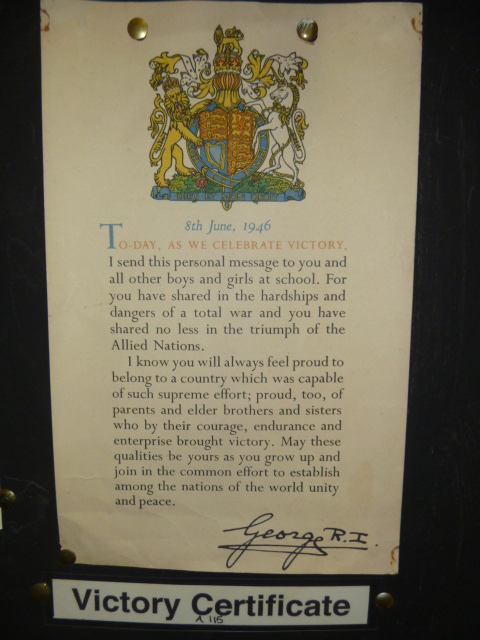 8th June, 1946
TO-DAY, AS WE CELEBRATE VICTORY,
I send this personal message to you and
all other boys and girls at school. For
you have shared in the hardships and
dangers of a total war and you have
shared no less in the triumph of the
Allied Nations.
I know you will always feel proud to
belong to a country which was capable
of such supreme effort; proud, too, of
parents and elder brothers and sisters
who by their courage, endurance and
enterprise brought victory. May these
qualities be yours as you grow up and
join in the common effort to establish
among the nations of the world unity
and peace.
George R.I.
Victory Certificate
A 115